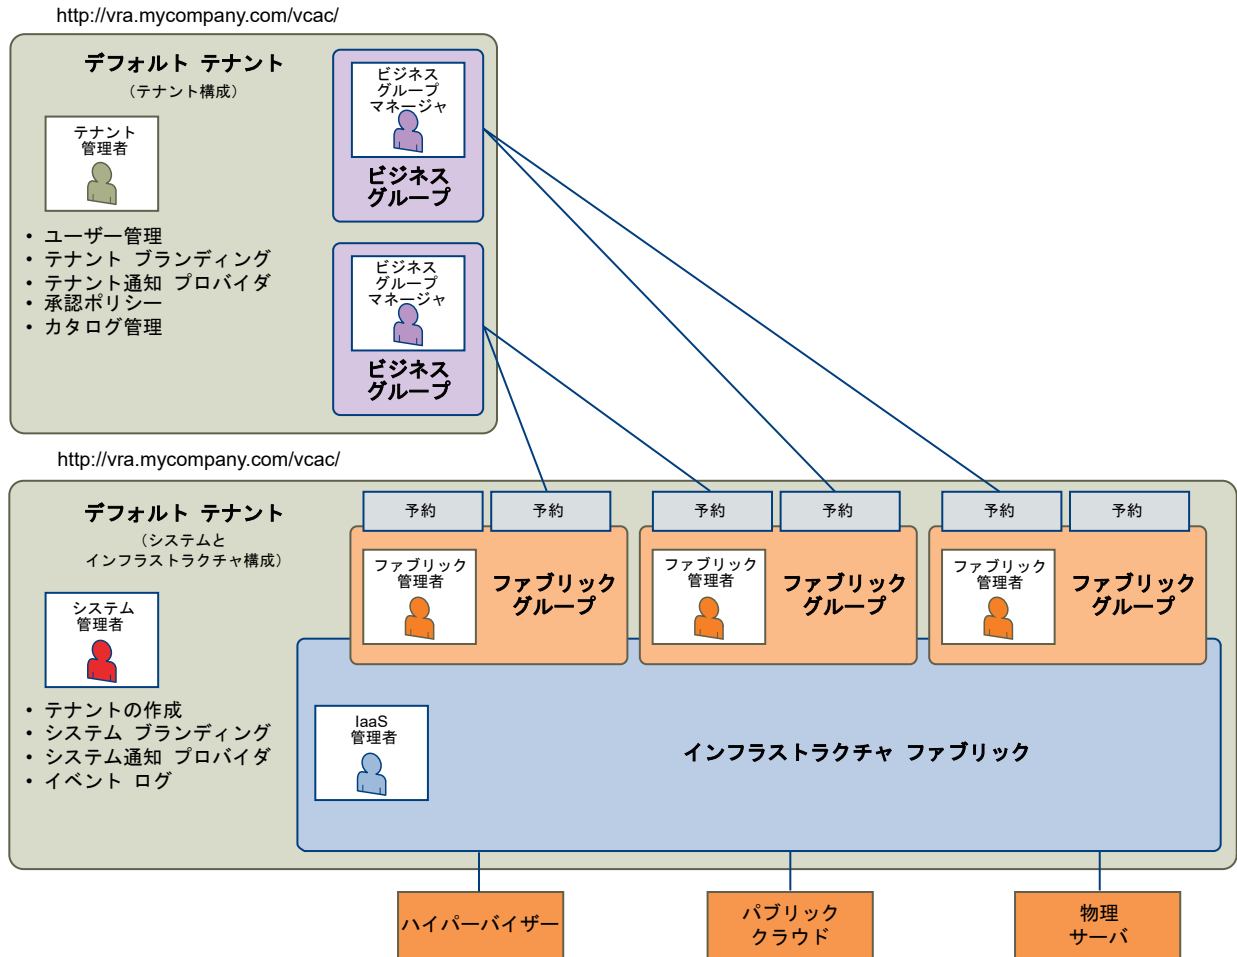 http://vra.mycompany.com/vcac/
デフォルト テナント
（テナント構成）
テナント
管理者
• ユーザー管理
• テナント ブランディング
• テナント通知 プロバイダ
• 承認ポリシー
• カタログ管理
ビジネス
グループ
マネージャ
ビジネス
グループ
ビジネス
グループ
マネージャ
ビジネス
グループ
http://vra.mycompany.com/vcac/
デフォルト テナント
（システムと
インフラストラクチャ構成）
システム
管理者
• テナントの作成
• システム ブランディング
• システム通知 プロバイダ
• イベント ログ
予約
予約
予約
予約
予約
予約
ファブリック
管理者
ファブリック
グループ
ファブリック
管理者
ファブリック
グループ
ファブリック
管理者
ファブリック
グループ
IaaS
管理者
インフラストラクチャ ファブリック
ハイパーバイザー
パブリック
クラウド
物理
サーバ